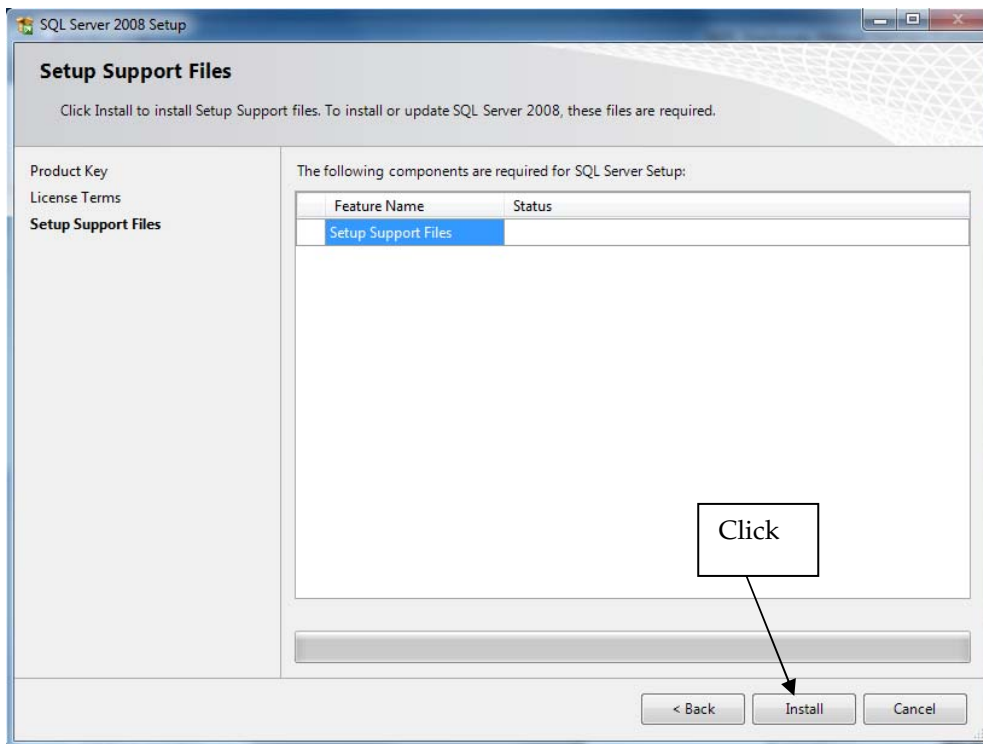 SQL Server 2008 Setup
Setup Support Files
Click Install to install Setup Support files. To install or update SQL Server 2008, these files are required.
Product Key
License Terms
Setup Support Files
The following components are required for SQL Server Setup:
Feature Name Status
Setup Support Files
Click
< Back Install Cancel